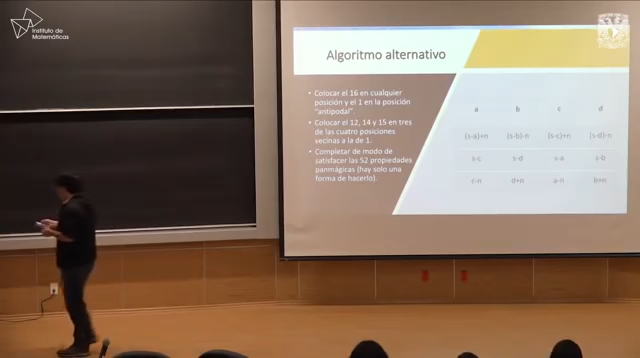 Instituto de
Matemáticas
Algoritmo alternativo
• Colocar el 16 en cualquier
posición y el 1 en la posición
"antipodal".
• Colocar el 12, 14 y 15 en tres
de las cuatro posiciones
vecinas a la de 1.
• Completar de modo de
satisfacer las 52 propiedades
panmágicas (hay solo una
forma de hacerlo).
a b c d
(s-a)+n (s-b)-n (s-c)+n (s-d)-n
s-c s-d s-a s-b
c-n d+n a-n b+n